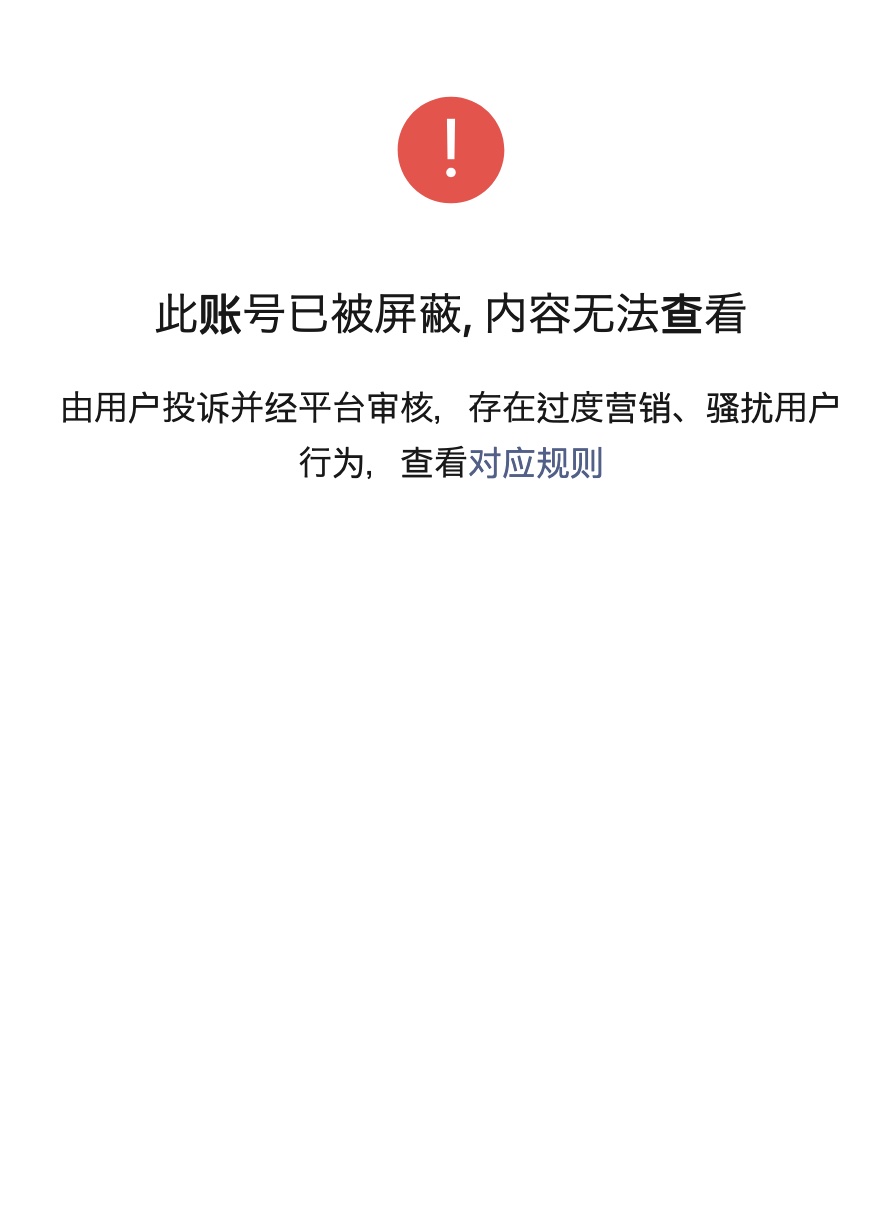 此账号已被屏蔽, 内容无法查看
由用户投诉并经平台审核，存在过度营销、骚扰用户
行为，查看对应规则